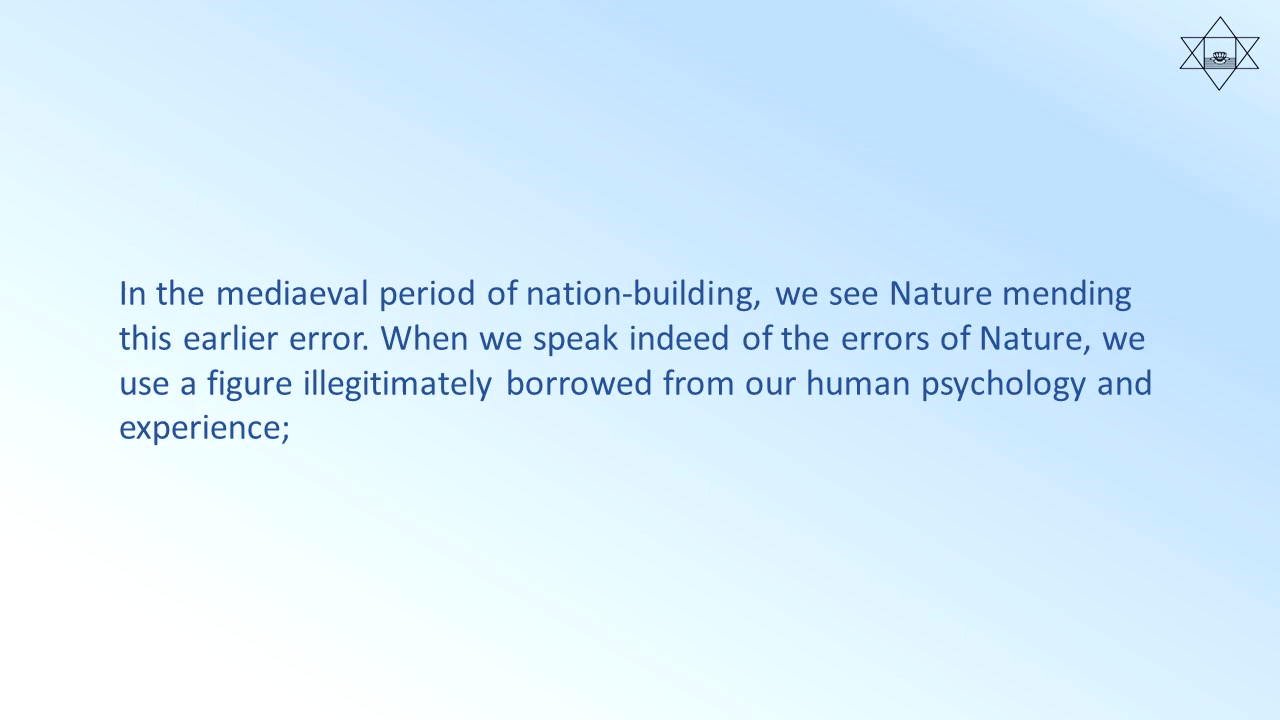 In the mediaeval period of nation-building, we see Nature mending
this earlier error. When we speak indeed of the errors of Nature, we
use a figure illegitimately borrowed from our human psychology and
experience;